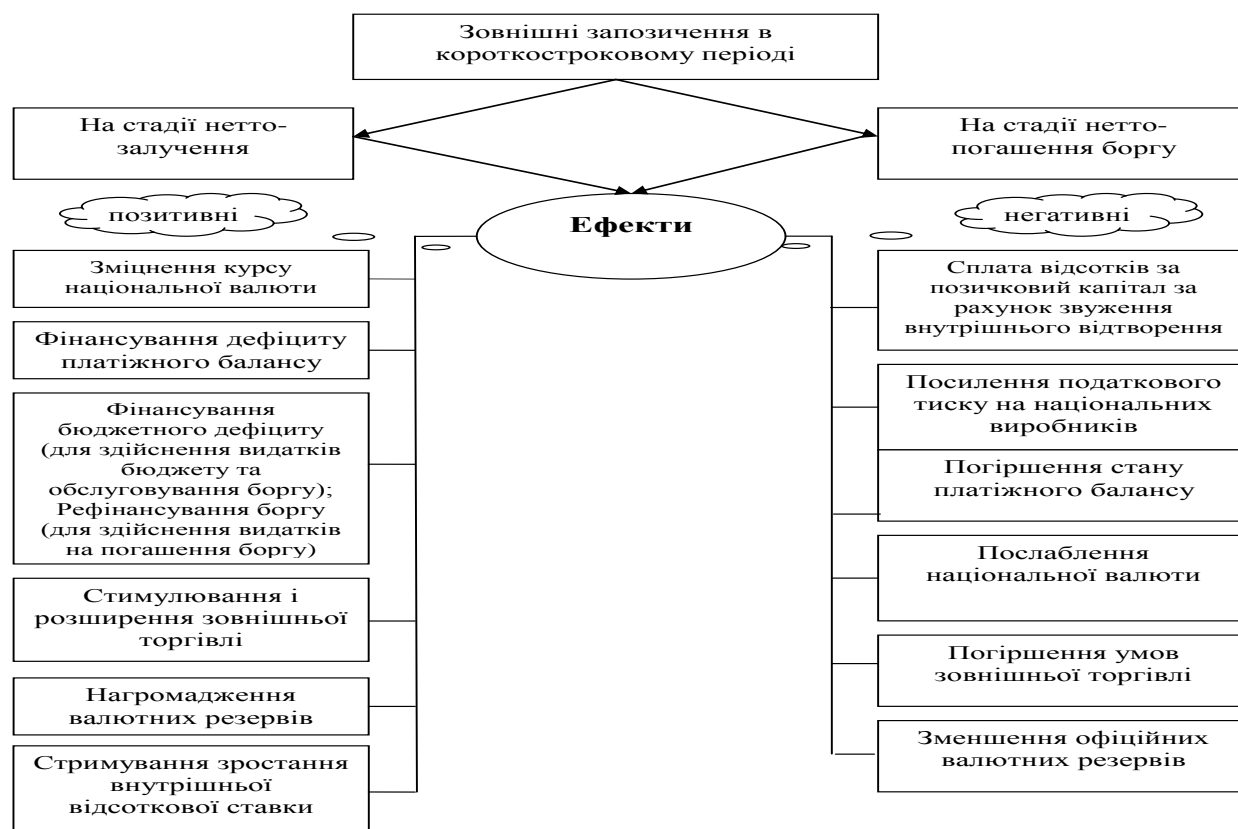 Зовнішні запозичення в
короткостроковому періоді
На стадії нетто-
залучення
На стадії нетто-
погашення боргу
позитивні
Ефекти
негативні
Зміцнення курсу
національної валюти
Фінансування дефіциту
платіжного балансу
Фінансування
бюджетного дефіциту
(для здійснення видатків
бюджету та
обслуговування боргу);
Рефінансування боргу
(для здійснення видатків
на погашення боргу)
Стимулювання і
розширення зовнішньої
торгівлі
Нагромадження
валютних резервів
Стримування зростання
внутрішньої
відсоткової ставки
Сплата відсотків за
позичковий капітал за
рахунок звуження
внутрішнього відтворення
Посилення податкового
тиску на національних
виробників
Погіршення стану
платіжного балансу
Послаблення
національної валюти
Погіршення умов
зовнішньої торгівлі
Зменшення офіційних
валютних резервів